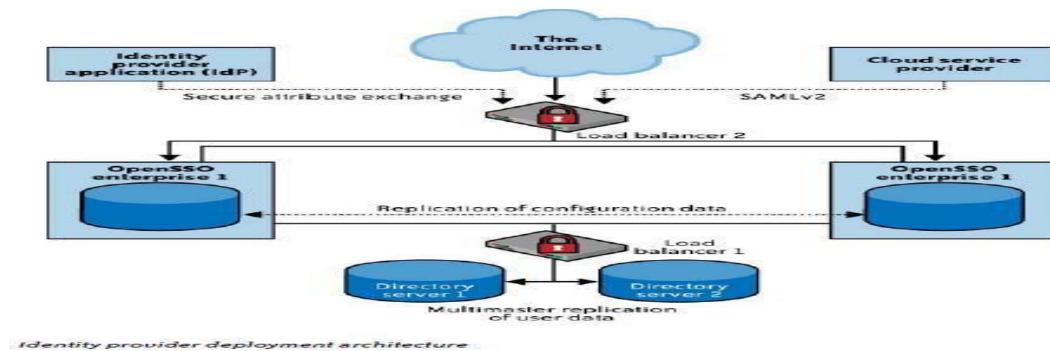 The
Internet
Identity
provider
application (IdP)
Cloud service
provider
Secure attribute exchange
SAMLv2
Load balancer 2
OpenSSO
enterprise 1
OpenSSO
enterprise 1
Replication of configuration data
Load
balancer 1
Directory
server 1
Directory
server 2
Multimaster replication
of user data
Identity provider deployment architecture